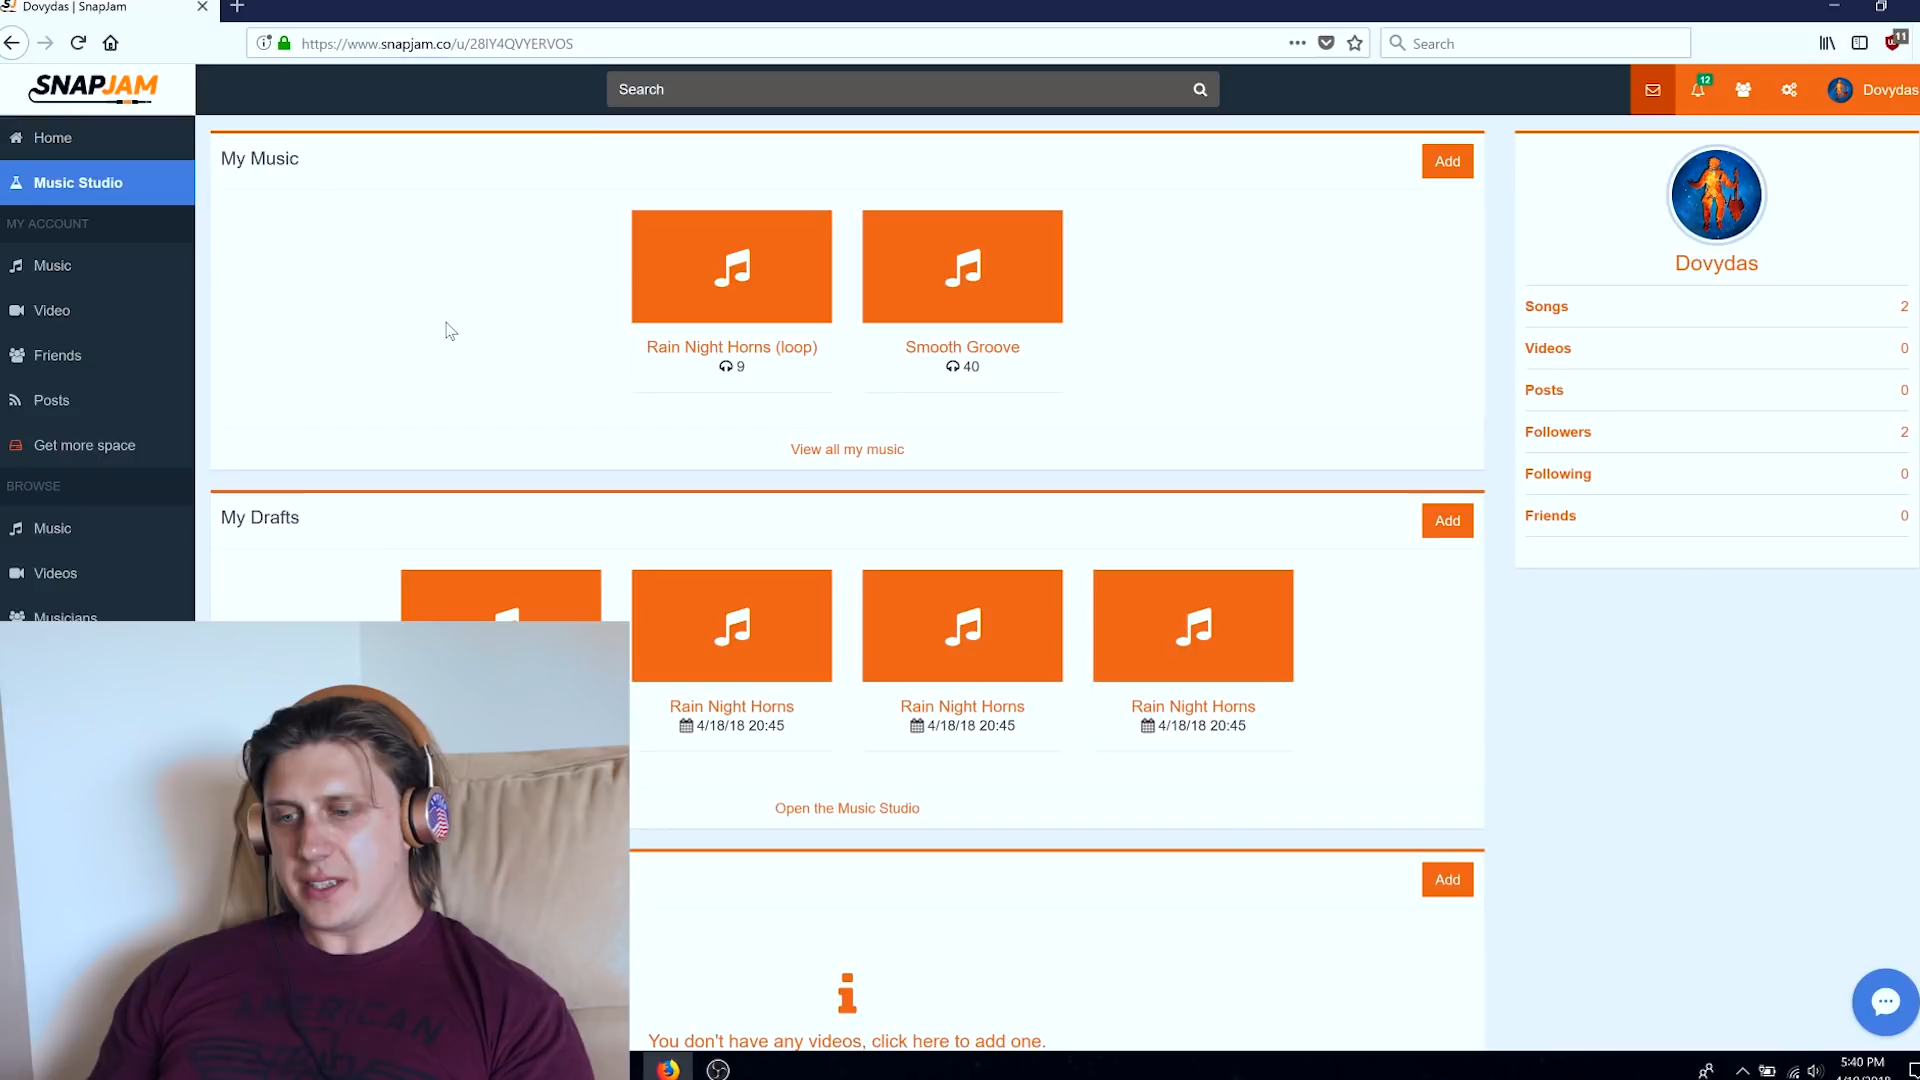 Dovydas | SnapJam
https://www.snapjam.co/u/28IY4QVYERVOS
Search
11
SNAPJAM
Search
12
Dovydas
Home
Music Studio
MY ACCOUNT
Music
Video
Friends
Posts
Get more space
BROWSE
Music
Videos
Musicians
My Music
Add
Rain Night Horns (loop)
9
Smooth Groove
40
View all my music
My Drafts
Add
Rain Night Horns
4/18/18 20:45
Rain Night Horns
4/18/18 20:45
Rain Night Horns
4/18/18 20:45
Open the Music Studio
Add
You don't have any videos, click here to add one.
Dovydas
Songs 2
Videos 0
Posts 0
Followers 2
Following 0
Friends 0
AMERICAN
5:40 PM